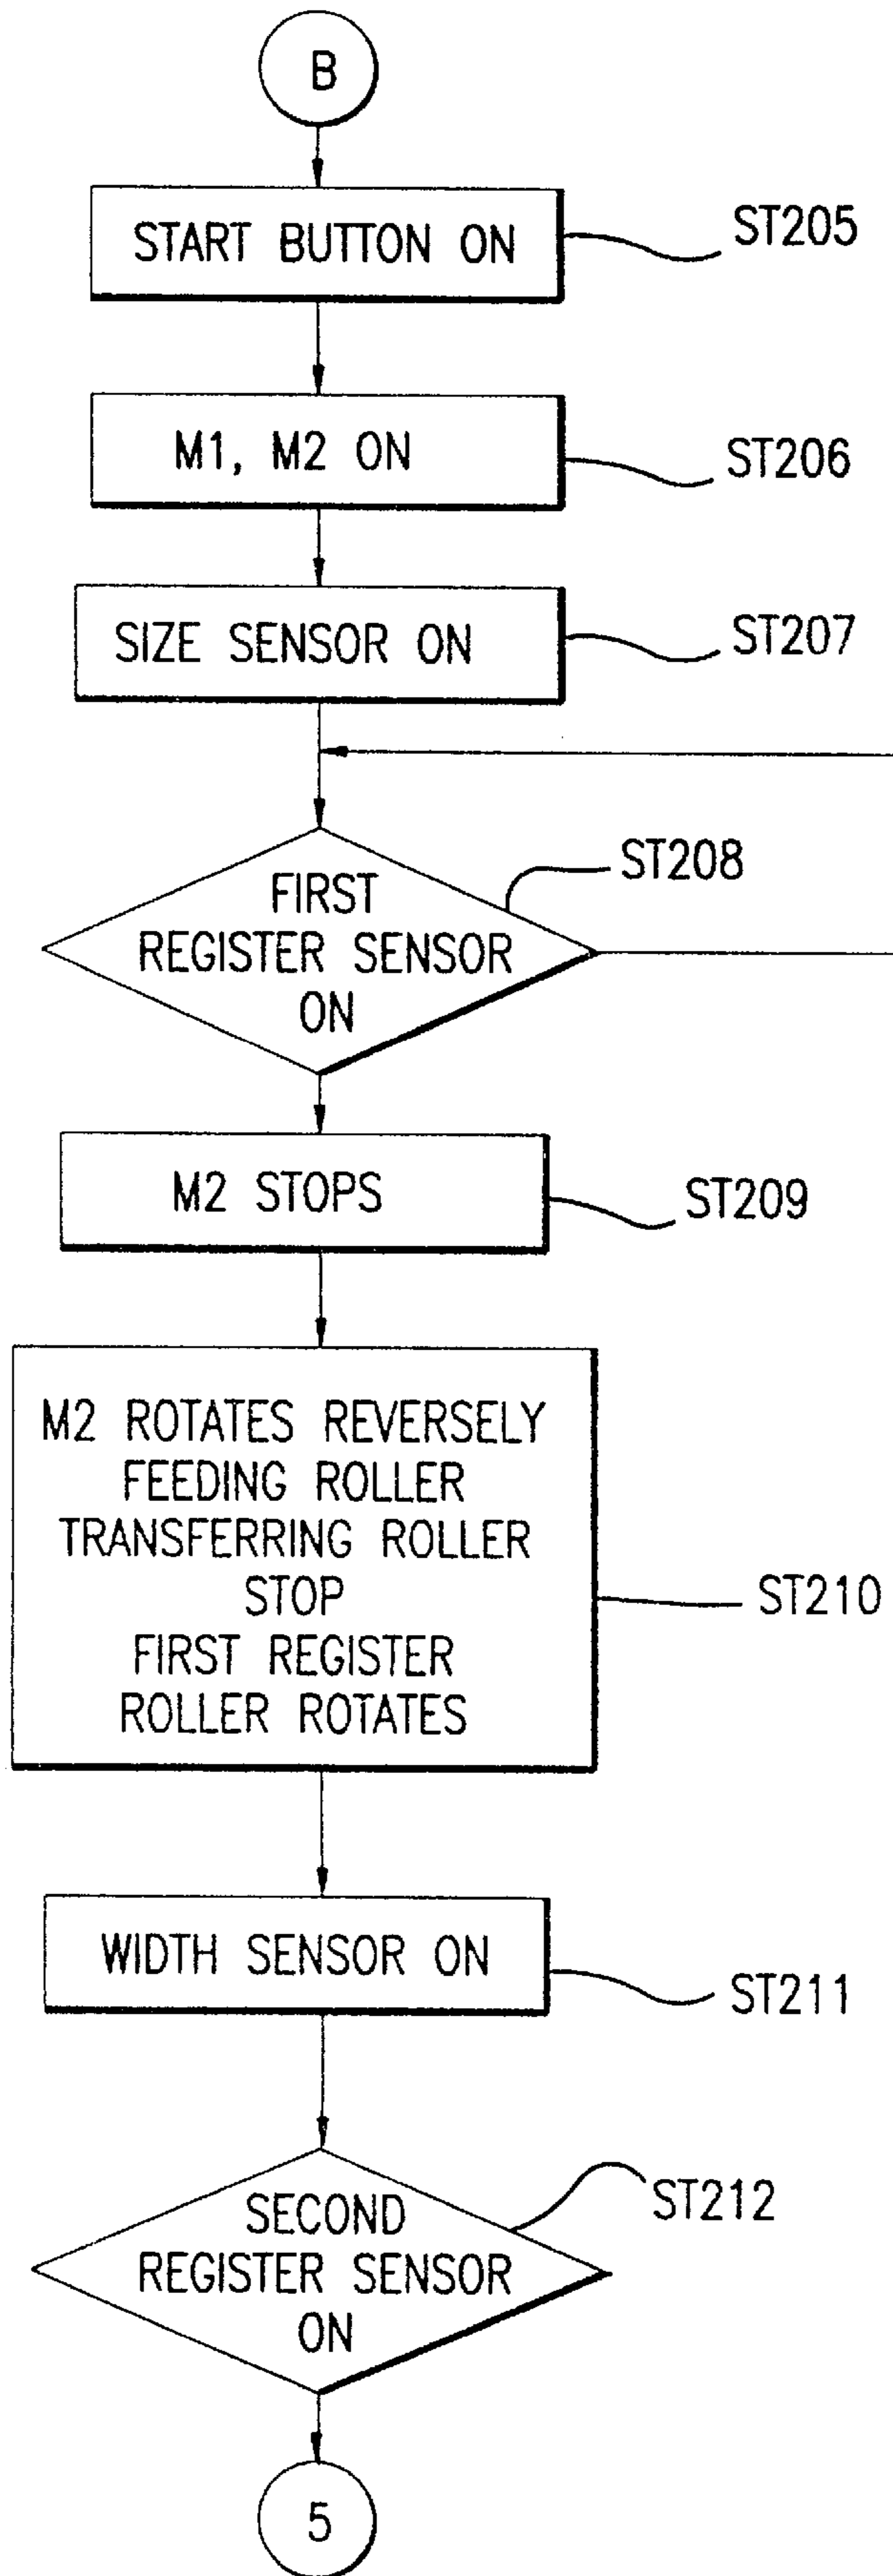 B
START BUTTON ON
ST205
M1, M2 ON
ST206
SIZE SENSOR ON
ST207
FIRST
REGISTER SENSOR
ON
ST208
M2 STOPS
ST209
M2 ROTATES REVERSELY
FEEDING ROLLER
TRANSFERRING ROLLER
STOP
FIRST REGISTER
ROLLER ROTATES
ST210
WIDTH SENSOR ON
ST211
SECOND
REGISTER SENSOR
ON
ST212
5